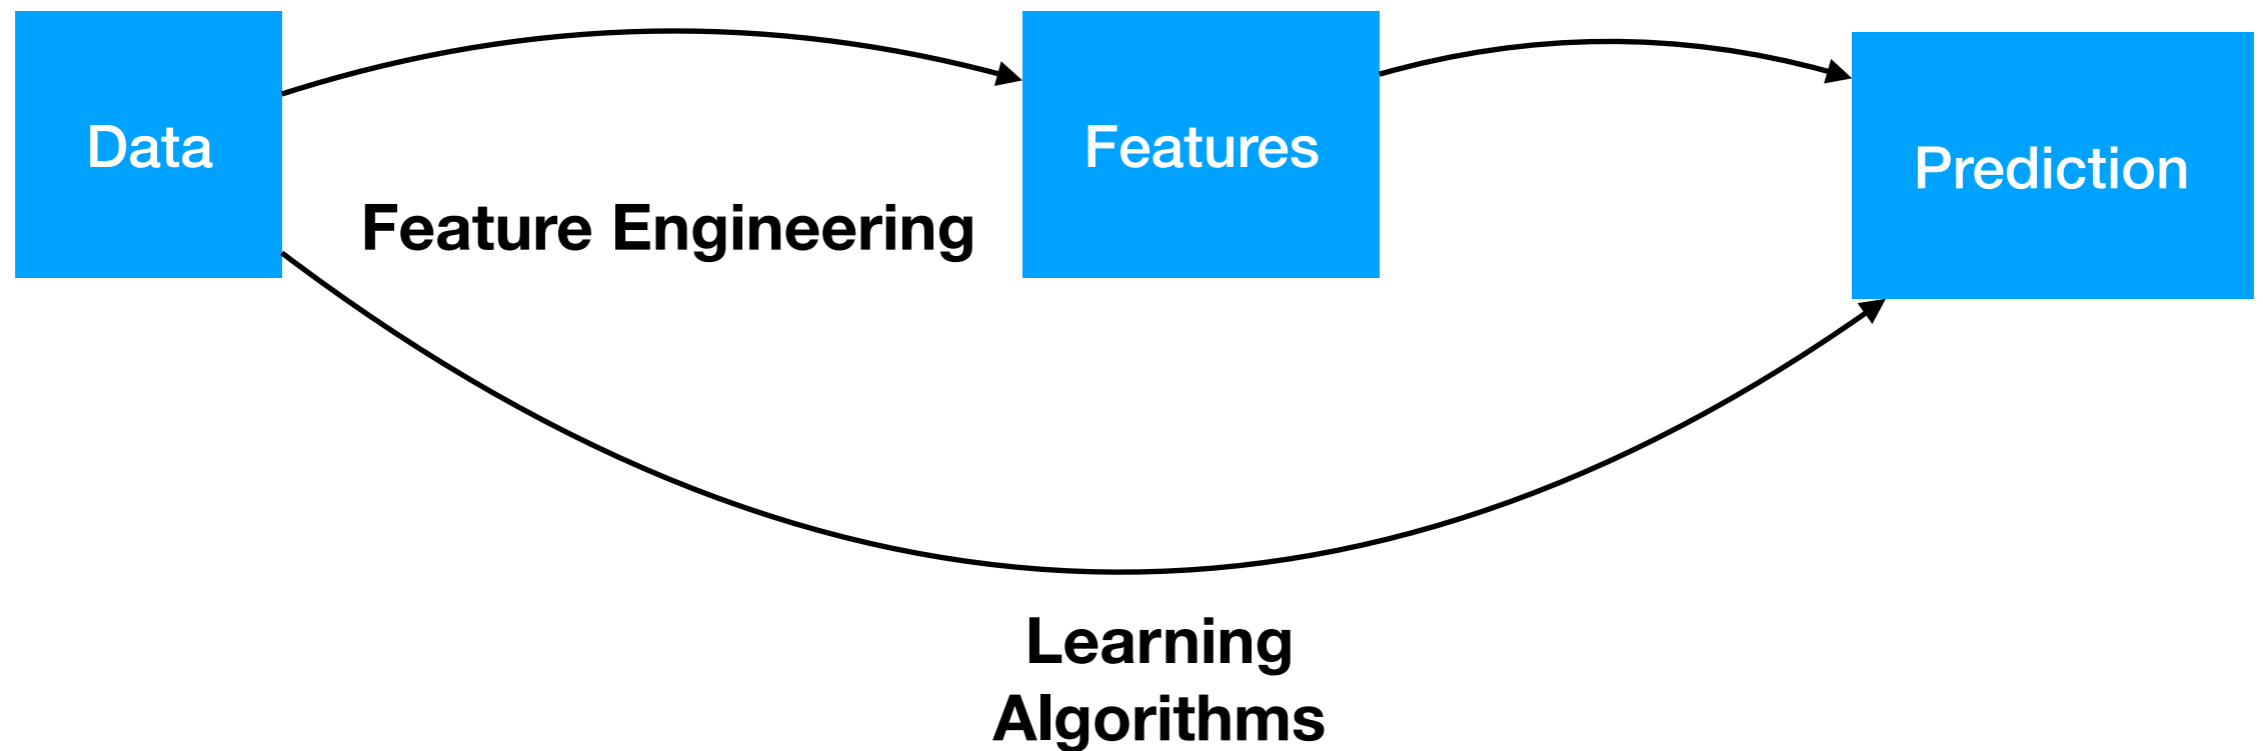 Data
Features
Prediction
Feature Engineering
Learning
Algorithms